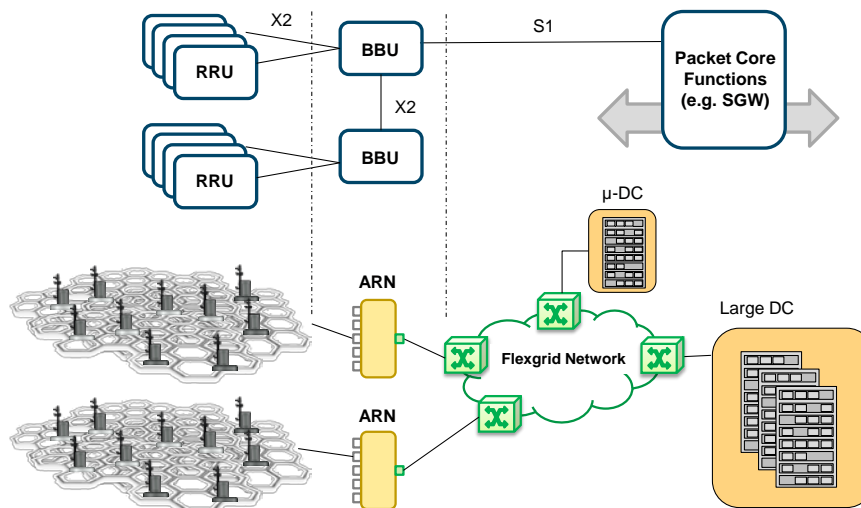 X2
BBU
S1
Packet Core
Functions
(e.g. SGW)
RRU
X2
BBU
RRU
µ-DC
ARN
Large DC
Flexgrid Network
ARN